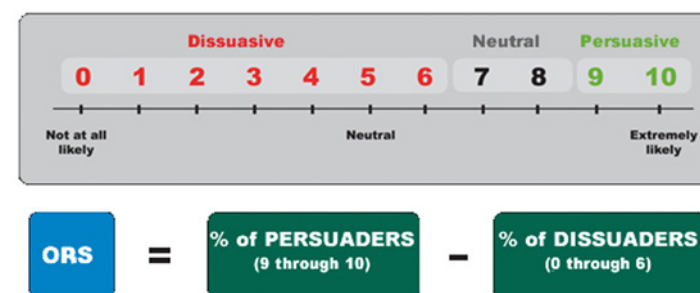 Dissuasive Neutral Persuasive
0 1 2 3 4 5 6 7 8 9 10
Not at all likely Neutral Extremely likely
ORS = % of PERSUADERS (9 through 10) - % of DISSUADERS (0 through 6)